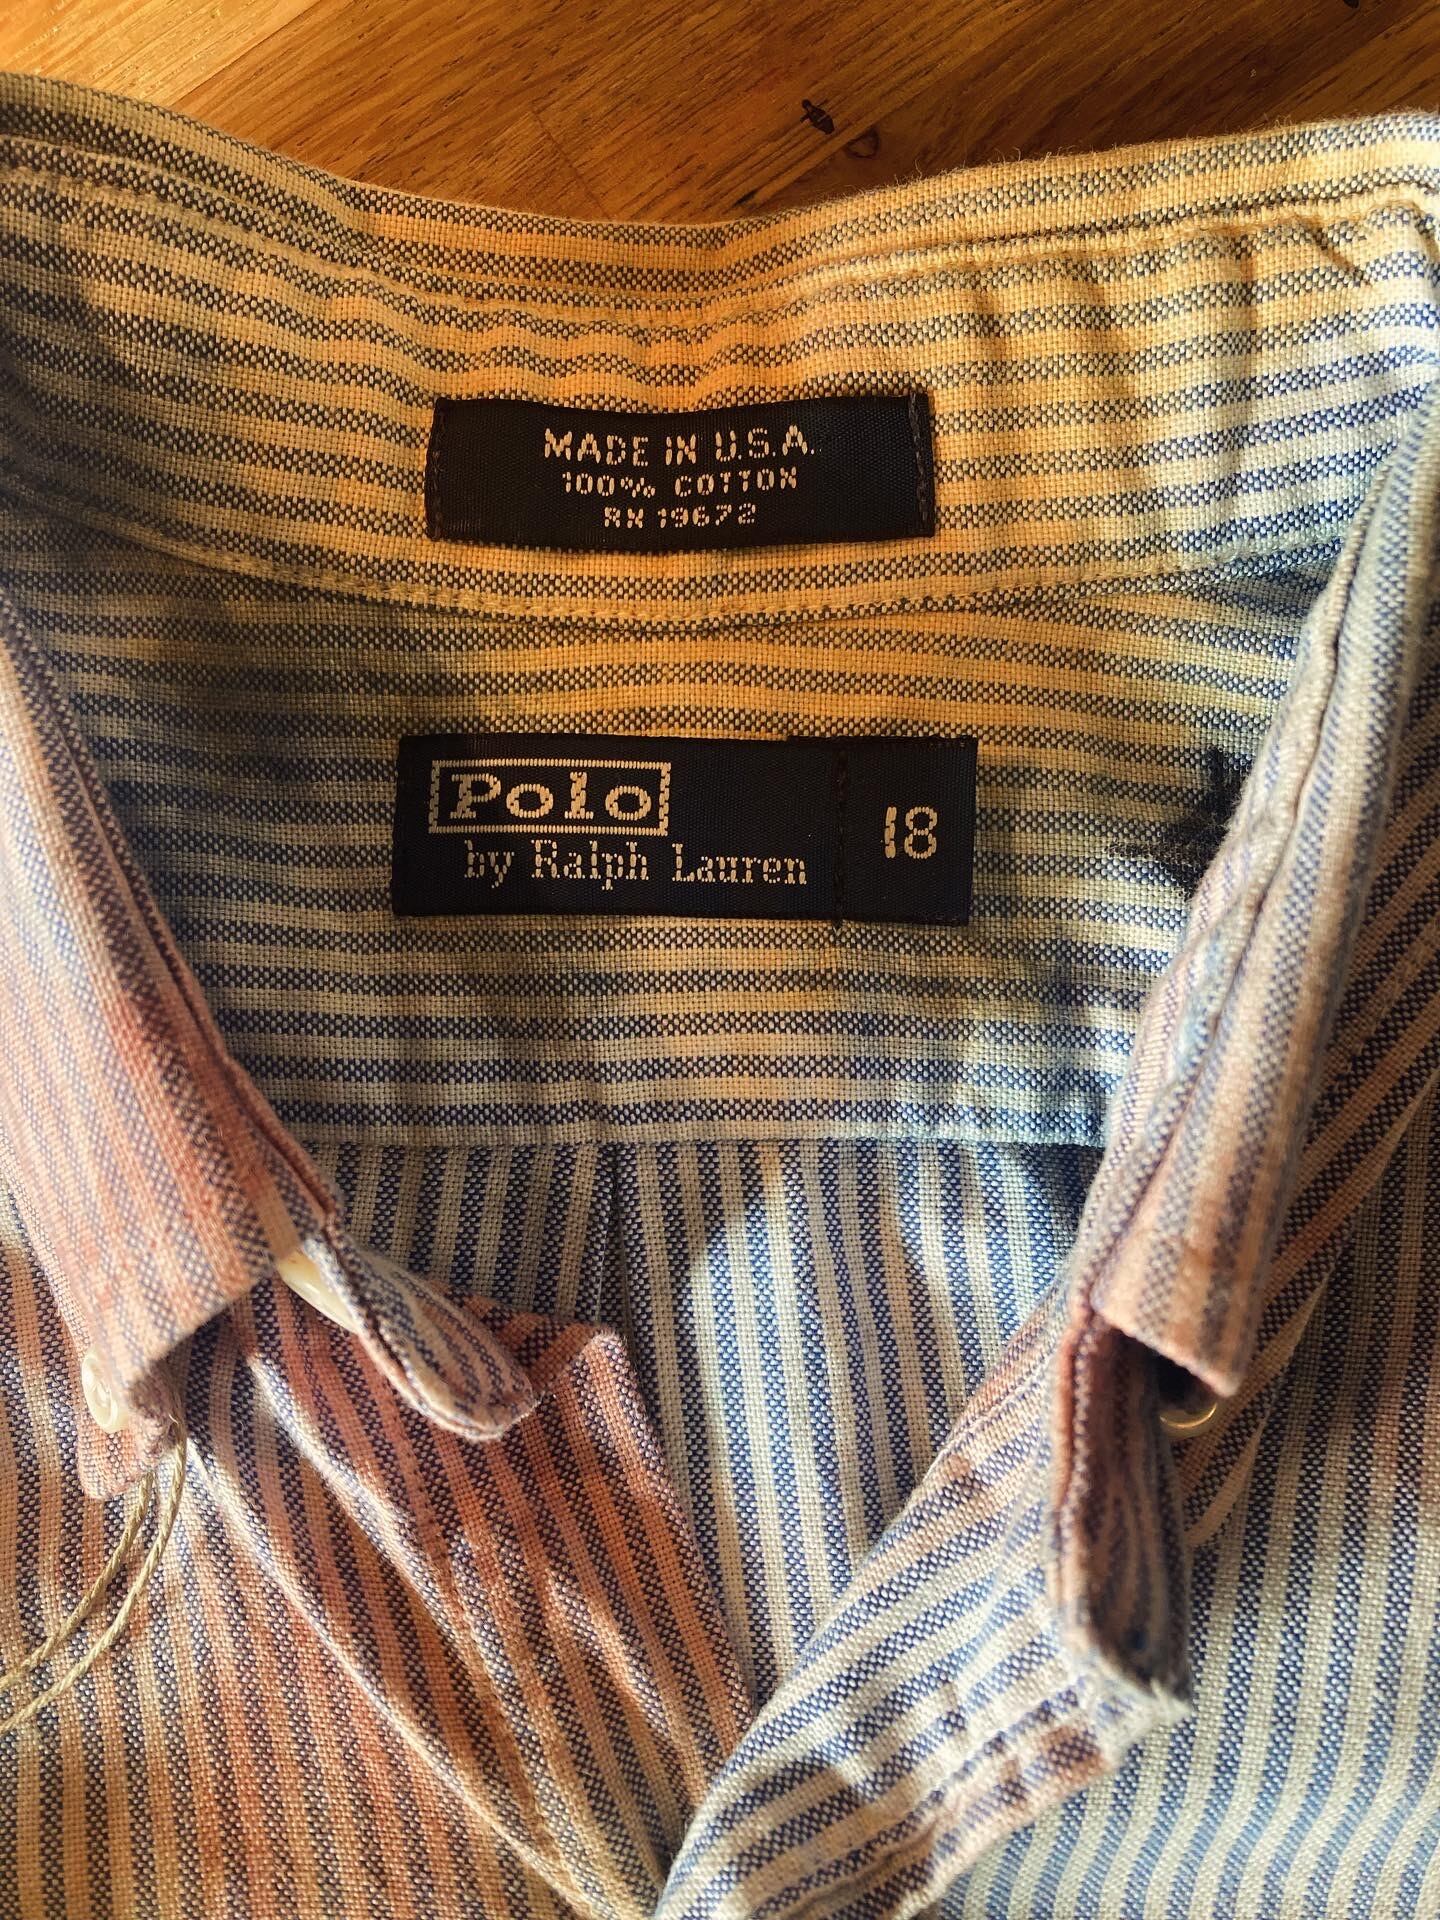 MADE IN U.S.A.
100% COTTON
RN 19672
Polo
by Ralph Lauren
18